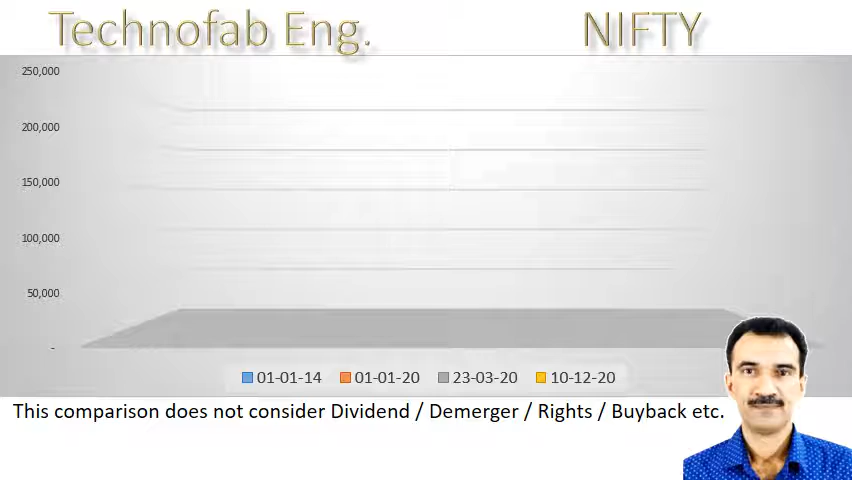 Technofab Eng. NIFTY
250,000
200,000
150,000
100,000
50,000
-
01-01-14 01-01-20 23-03-20 10-12-20
This comparison does not consider Dividend / Demerger / Rights / Buyback etc.